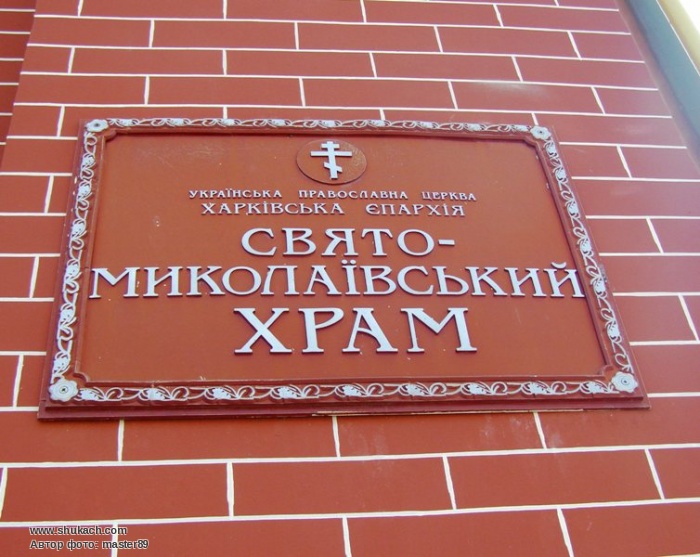 УКРАЇНСЬКА ПРАВОСЛАВНА ЦЕРКВА
ХАРКІВСЬКА ЄПАРХІЯ
СВЯТО-
МИКОЛАЇВСЬКИЙ
ХРАМ
www.shukach.com
Автор фото: master89